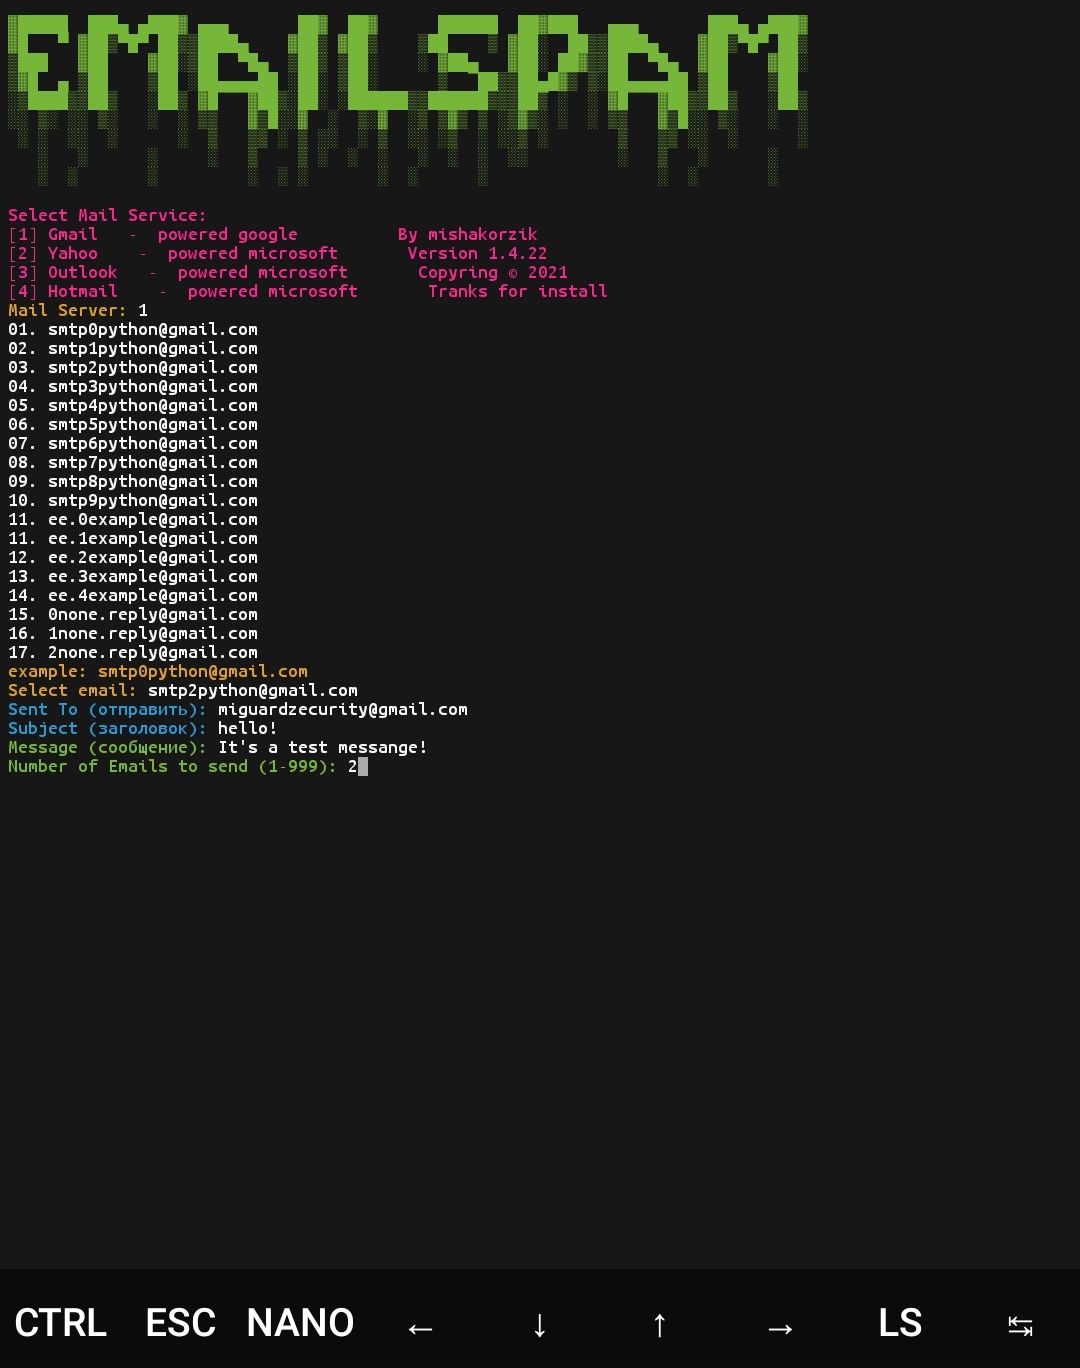 EMAILSPAM
Select Mail Service:
[1] Gmail - powered google By mishakorzik
[2] Yahoo - powered microsoft Version 1.4.22
[3] Outlook - powered microsoft Copyring © 2021
[4] Hotmail - powered microsoft Tranks for install
Mail Server: 1
01. smtp0python@gmail.com
02. smtp1python@gmail.com
03. smtp2python@gmail.com
04. smtp3python@gmail.com
05. smtp4python@gmail.com
06. smtp5python@gmail.com
07. smtp6python@gmail.com
08. smtp7python@gmail.com
09. smtp8python@gmail.com
10. smtp9python@gmail.com
11. ee.0example@gmail.com
11. ee.1example@gmail.com
12. ee.2example@gmail.com
13. ee.3example@gmail.com
14. ee.4example@gmail.com
15. 0none.reply@gmail.com
16. 1none.reply@gmail.com
17. 2none.reply@gmail.com
example: smtp0python@gmail.com
Select email: smtp2python@gmail.com
Sent To (отправить): miguardzecurity@gmail.com
Subject (заголовок): hello!
Message (сообщение): It's a test messange!
Number of Emails to send (1-999): 2
CTRL ESC NANO ← ↓ ↑ → LS ↹